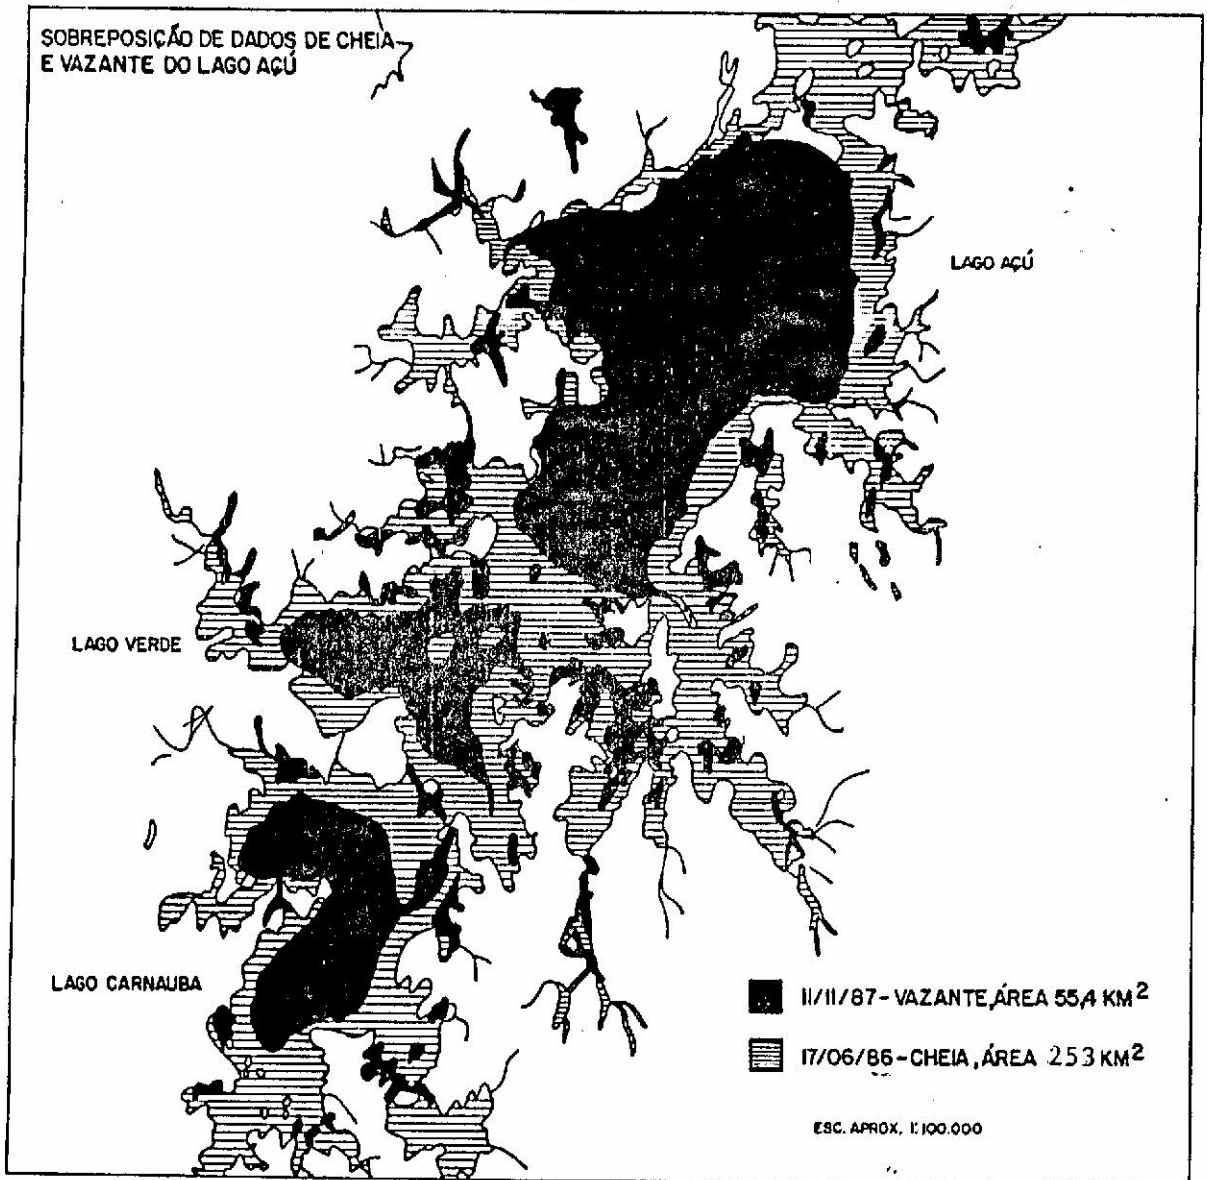 SOBREPOSIÇÃO DE DADOS DE CHEIA
E VAZANTE DO LAGO AÇÚ
LAGO AÇÚ
LAGO VERDE
LAGO CARNAUBA
11/11/87-VAZANTE,ÁREA 55,4 KM²
17/06/86-CHEIA,ÁREA 253 KM²
ESC. APROX. 1:100.000